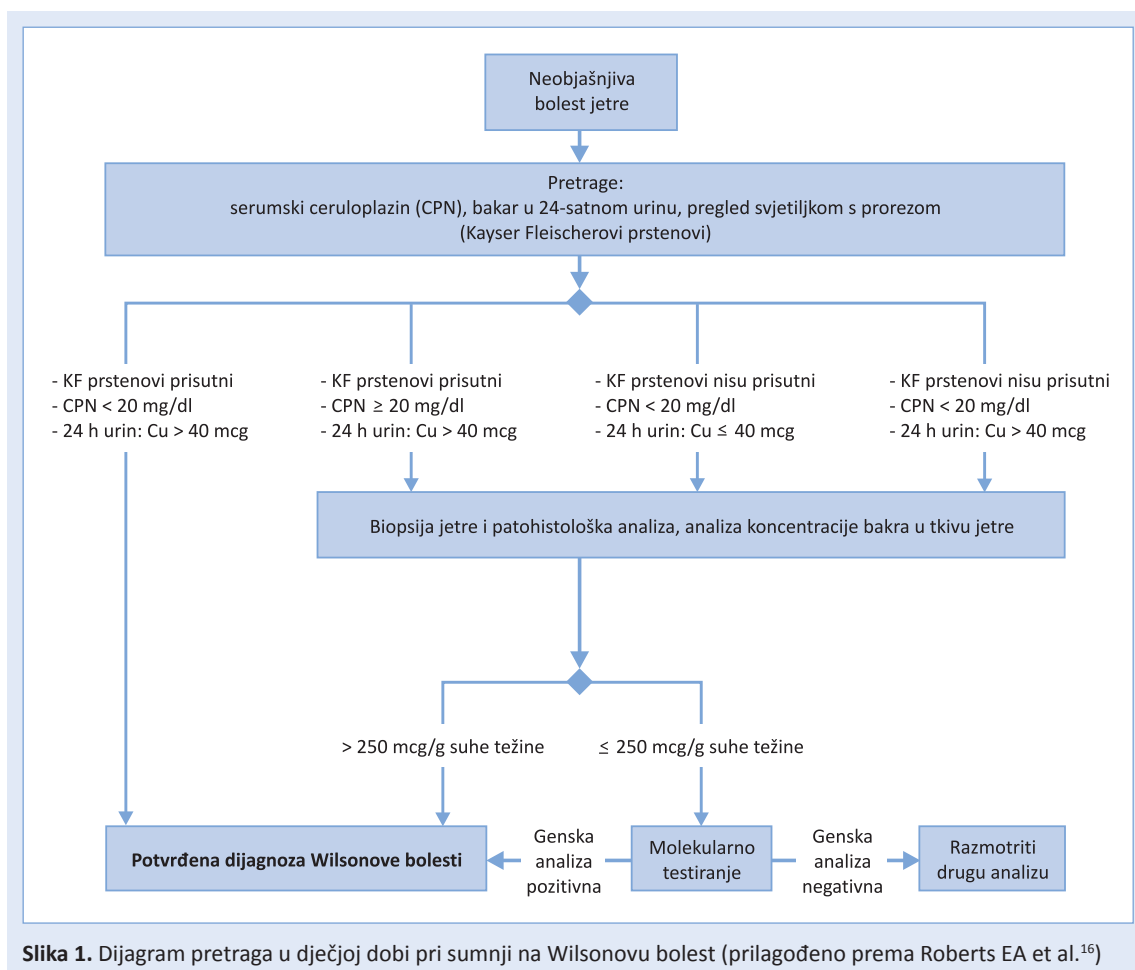 Neobjašnjiva
bolest jetre
Pretrage:
serumski ceruloplazin (CPN), bakar u 24-satnom urinu, pregled svjetiljkom s prorezom
(Kayser Fleischerovi prstenovi)
- KF prstenovi prisutni
- CPN < 20 mg/dl
- 24 h urin: Cu > 40 mcg
- KF prstenovi prisutni
- CPN ≥ 20 mg/dl
- 24 h urin: Cu > 40 mcg
- KF prstenovi nisu prisutni
- CPN < 20 mg/dl
- 24 h urin: Cu ≤ 40 mcg
- KF prstenovi nisu prisutni
- CPN < 20 mg/dl
- 24 h urin: Cu > 40 mcg
Biopsija jetre i patohistološka analiza, analiza koncentracije bakra u tkivu jetre
> 250 mcg/g suhe težine
≤ 250 mcg/g suhe težine
Potvrđena dijagnoza Wilsonove bolesti
Genska
analiza
pozitivna
Molekularno
testiranje
Genska
analiza
negativna
Razmotriti
drugu analizu
Slika 1. Dijagram pretraga u dječjoj dobi pri sumnji na Wilsonovu bolest (prilagođeno prema Roberts EA et al.¹⁶)